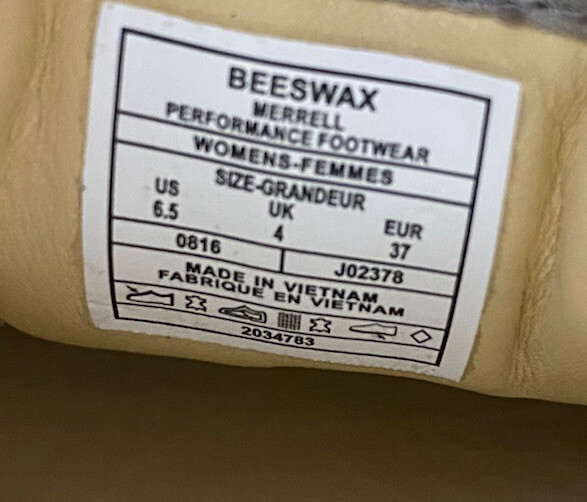 BEESWAX
MERRELL
PERFORMANCE FOOTWEAR
WOMENS-FEMMES
SIZE-GRANDEUR
US UK EUR
6.5 4 37
0816 J02378
MADE IN VIETNAM
FABRIQUE EN VIETNAM
2034783